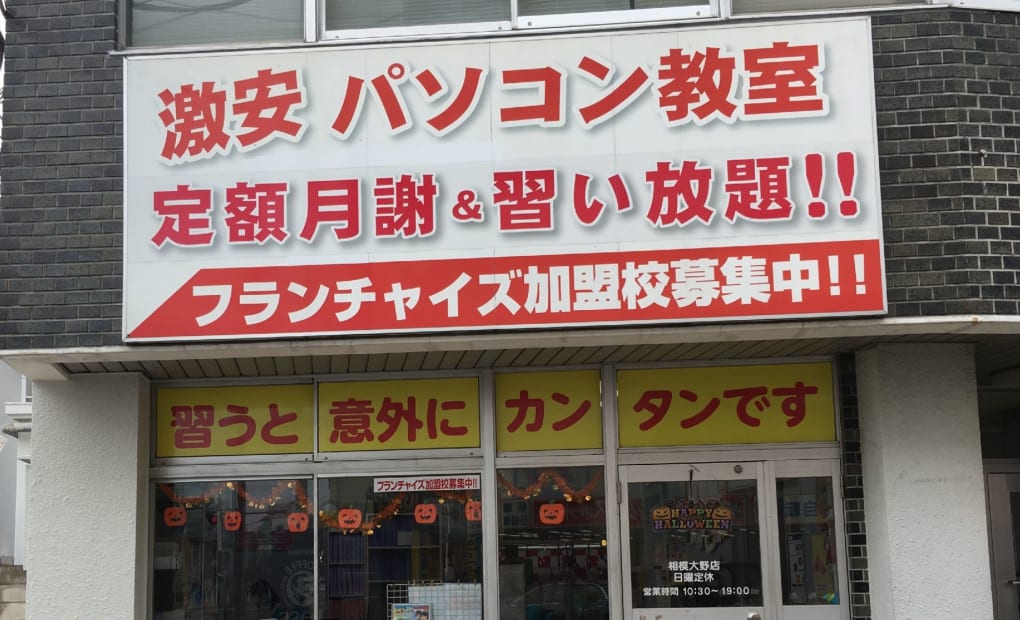 激安 パソコン教室
定額月謝 & 習い放題!!
フランチャイズ加盟校募集中!!
習うと 意外に カンタンです
フランチャイズ加盟校募集中!!
HAPPY
HALLOWEEN
相模大野店
日曜定休
営業時間 10:30~19:00